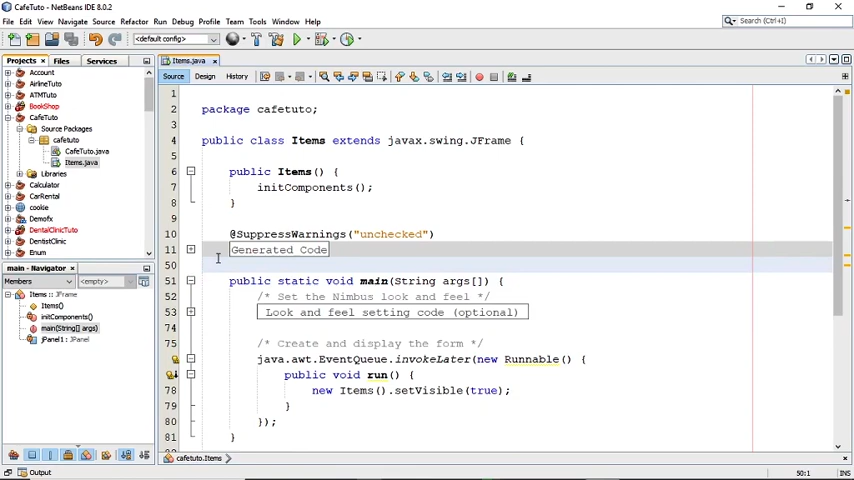 CafeTuto - NetBeans IDE 8.0.2
File Edit View Navigate Source Refactor Run Debug Profile Team Tools Window Help
Search (Ctrl+I)
<default config>
Projects Files Services
Account
AirlineTuto
ATMTuto
BookShop
CafeTuto
Source Packages
cafetuto
CafeTuto.java
Items.java
Libraries
Calculator
CarRental
cookie
Demofx
DentalClinicTuto
DentistClinic
Enum
main - Navigator
Members <empty>
Items :: JFrame
Items()
initComponents()
main(String[] args)
jPanel1 : JPanel
Items.java
Source Design History
1
2 package cafetuto;
3
4 public class Items extends javax.swing.JFrame {
5
6 public Items() {
7 initComponents();
8 }
9
10 @SuppressWarnings("unchecked")
11 Generated Code
50
51 public static void main(String args[]) {
52 /* Set the Nimbus look and feel */
53 Look and feel setting code (optional)
74
75 /* Create and display the form */
java.awt.EventQueue.invokeLater(new Runnable() {
public void run() {
78 new Items().setVisible(true);
79 }
80 });
81 }
cafetuto.Items
Output
50:1
INS